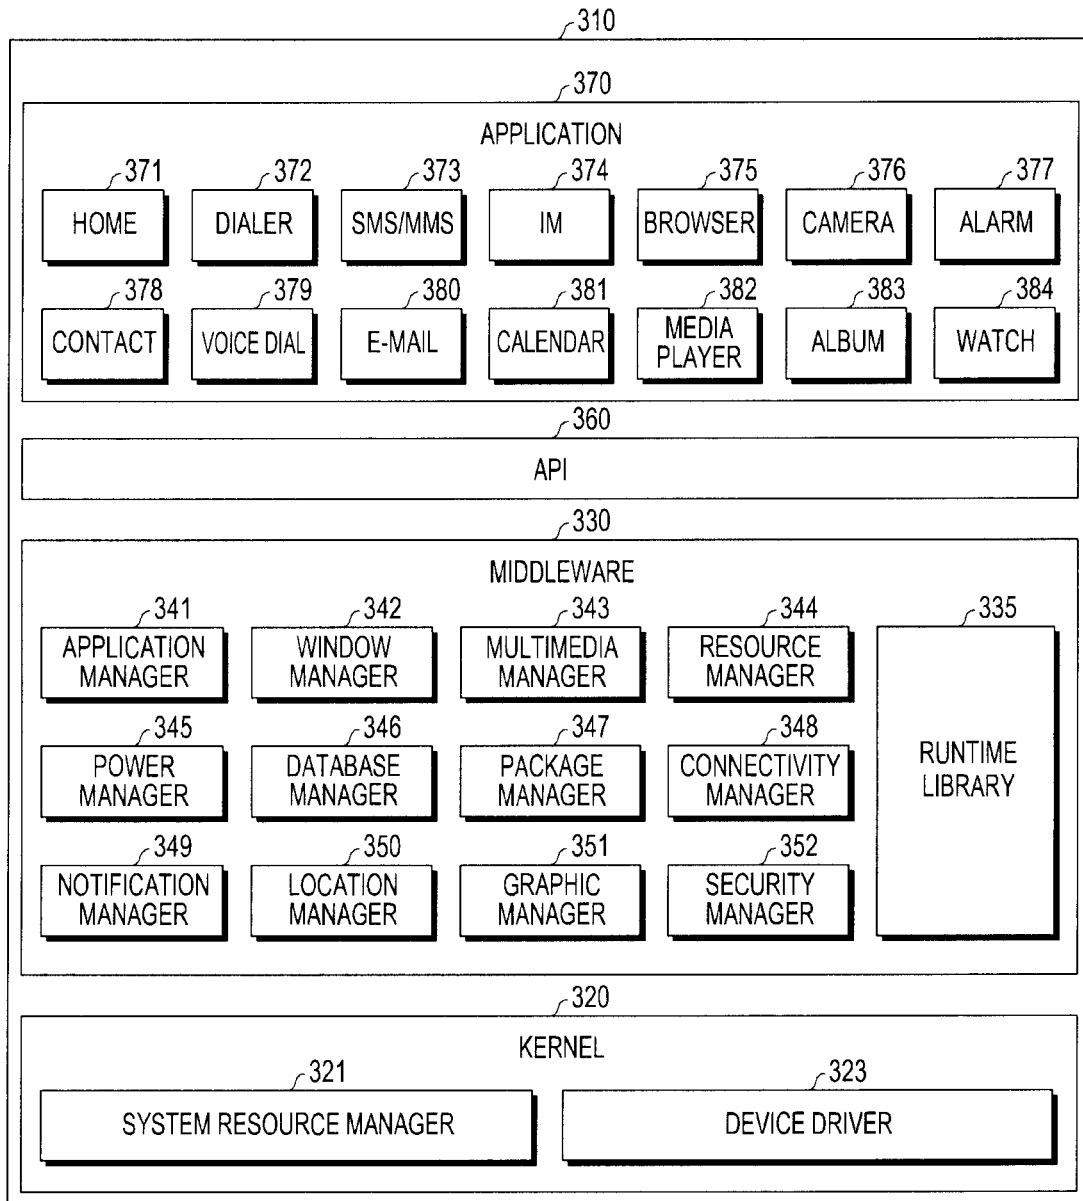 310
370
APPLICATION
371 372 373 374 375 376 377
HOME DIALER SMS/MMS IM BROWSER CAMERA ALARM
378 379 380 381 382 383 384
CONTACT VOICE DIAL E-MAIL CALENDAR MEDIA PLAYER ALBUM WATCH
360
API
330
MIDDLEWARE
341 342 343 344 335
APPLICATION MANAGER WINDOW MANAGER MULTIMEDIA MANAGER RESOURCE MANAGER
345 346 347 348
POWER MANAGER DATABASE MANAGER PACKAGE MANAGER CONNECTIVITY MANAGER RUNTIME LIBRARY
349 350 351 352
NOTIFICATION MANAGER LOCATION MANAGER GRAPHIC MANAGER SECURITY MANAGER
320
KERNEL
321 323
SYSTEM RESOURCE MANAGER DEVICE DRIVER